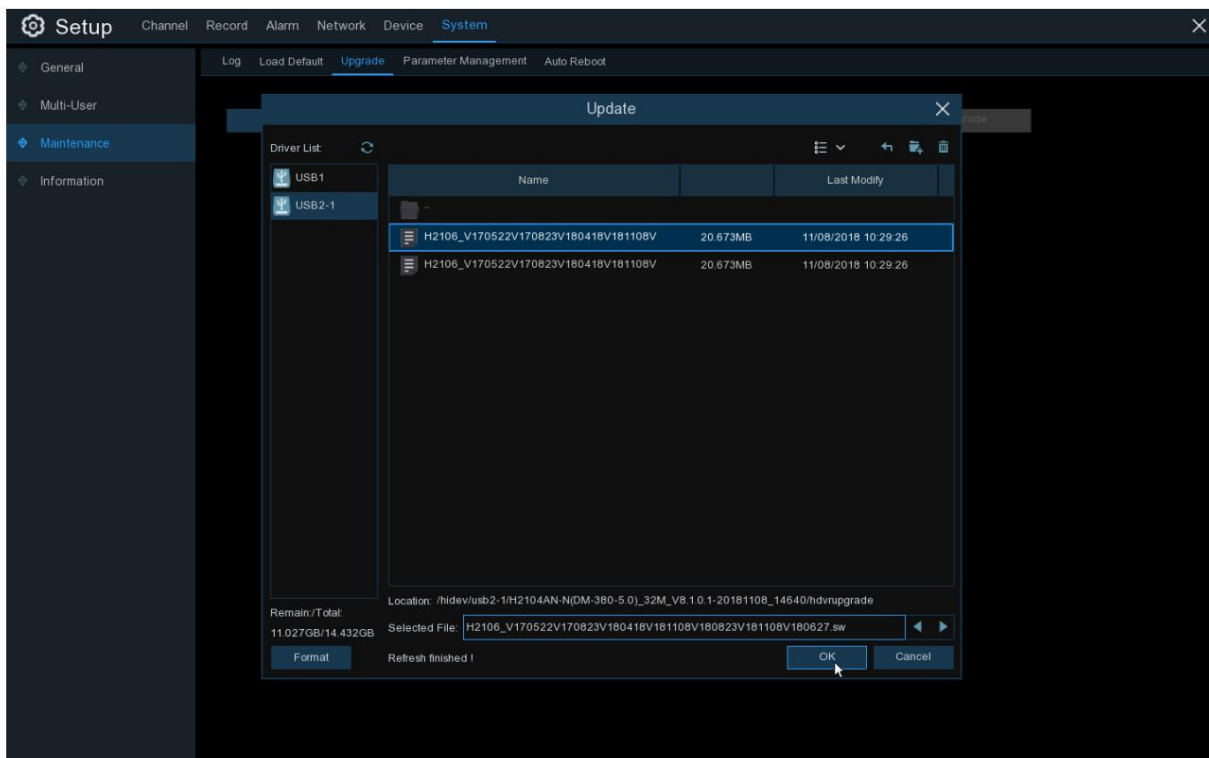 Setup Channel Record Alarm Network Device System
General
Multi-User
Maintenance
Information
Log Load Default Upgrade Parameter Management Auto Reboot
Update
rade
Driver List:
USB1
USB2-1
Name Last Modify
..
H2106_V170522V170823V180418V181108V 20.673MB 11/08/2018 10:29:26
H2106_V170522V170823V180418V181108V 20.673MB 11/08/2018 10:29:26
Location: /hidev/usb2-1/H2104AN-N(DM-380-5.0)_32M_V8.1.0.1-20181108_14640/hdvrupgrade
Remain:/Total:
11.027GB/14.432GB
Selected File: H2106_V170522V170823V180418V181108V180823V181108V180627.sw
Format
Refresh finished !
OK
Cancel